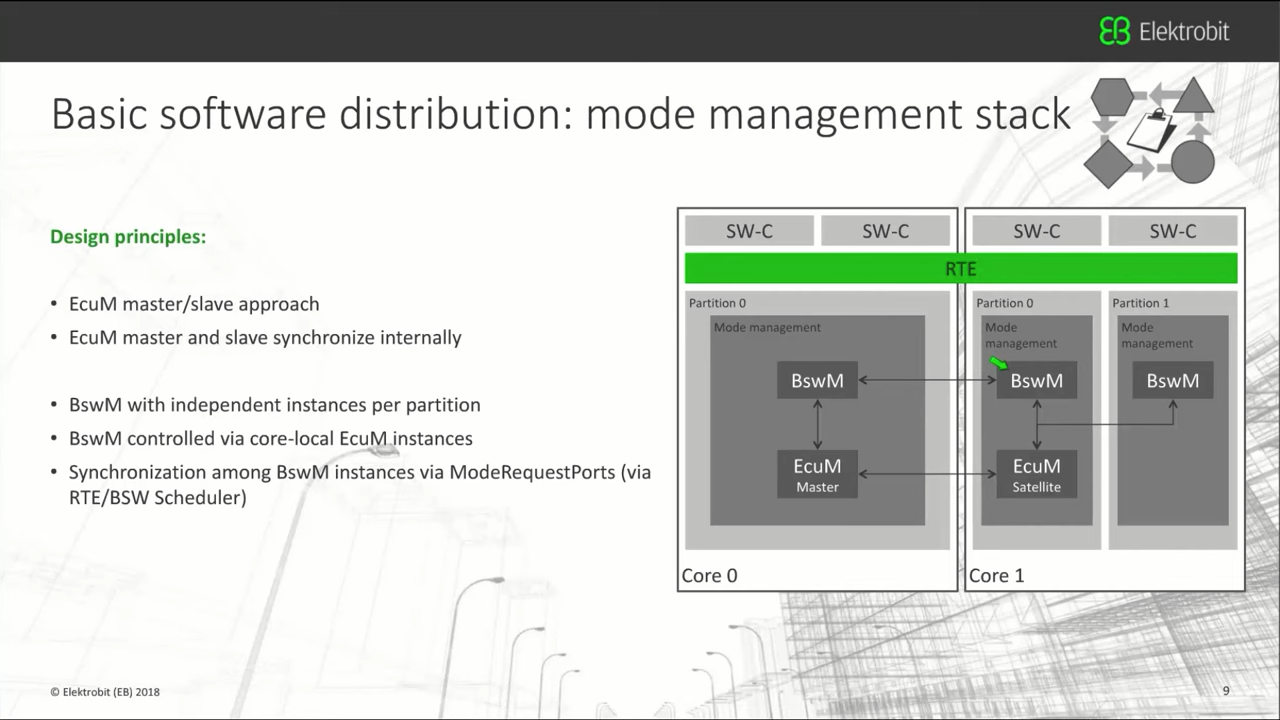 Elektrobit
Basic software distribution: mode management stack
Design principles:
• EcuM master/slave approach
• EcuM master and slave synchronize internally
• BswM with independent instances per partition
• BswM controlled via core-local EcuM instances
• Synchronization among BswM instances via ModeRequestPorts (via
RTE/BSW Scheduler)
SW-C
SW-C
SW-C
SW-C
RTE
Partition 0
Mode management
BswM
EcuM
Master
Core 0
Partition 0
Mode
management
BswM
EcuM
Satellite
Partition 1
Mode
management
BswM
Core 1
© Elektrobit (EB) 2018
9